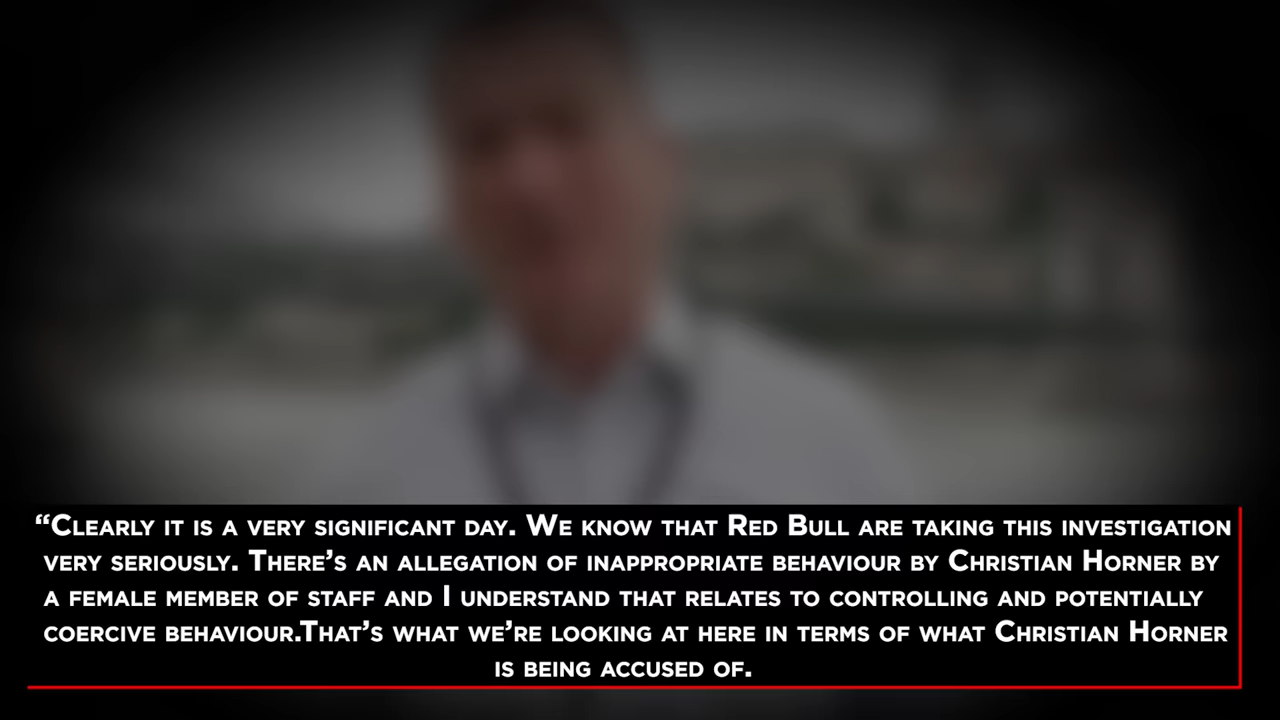 “Clearly it is a very significant day. We know that Red Bull are taking this investigation
very seriously. There’s an allegation of inappropriate behaviour by Christian Horner by
a female member of staff and I understand that relates to controlling and potentially
coercive behaviour.That’s what we’re looking at here in terms of what Christian Horner
is being accused of.